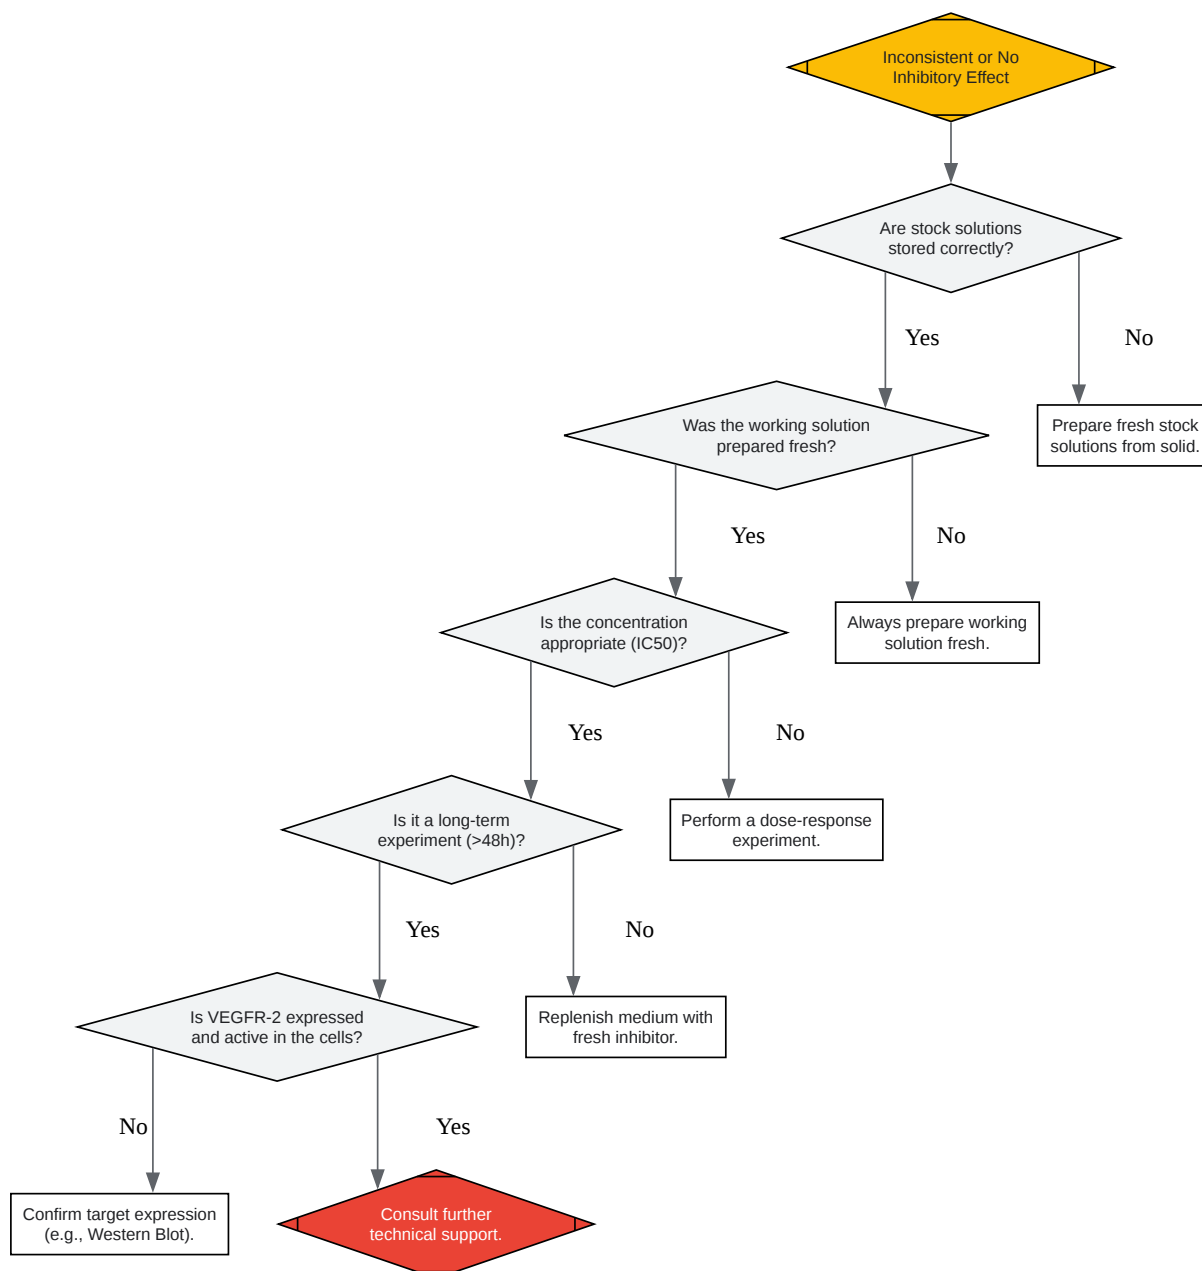 Inconsistent or No
Inhibitory Effect
Are stock solutions
stored correctly?
Yes
No
Prepare fresh stock
solutions from solid.
Was the working solution
prepared fresh?
Yes
No
Always prepare working
solution fresh.
Is the concentration
appropriate (IC50)?
Yes
No
Perform a dose-response
experiment.
Is it a long-term
experiment (>48h)?
Yes
No
Replenish medium with
fresh inhibitor.
Is VEGFR-2 expressed
and active in the cells?
No
Yes
Confirm target expression
(e.g., Western Blot).
Consult further
technical support.